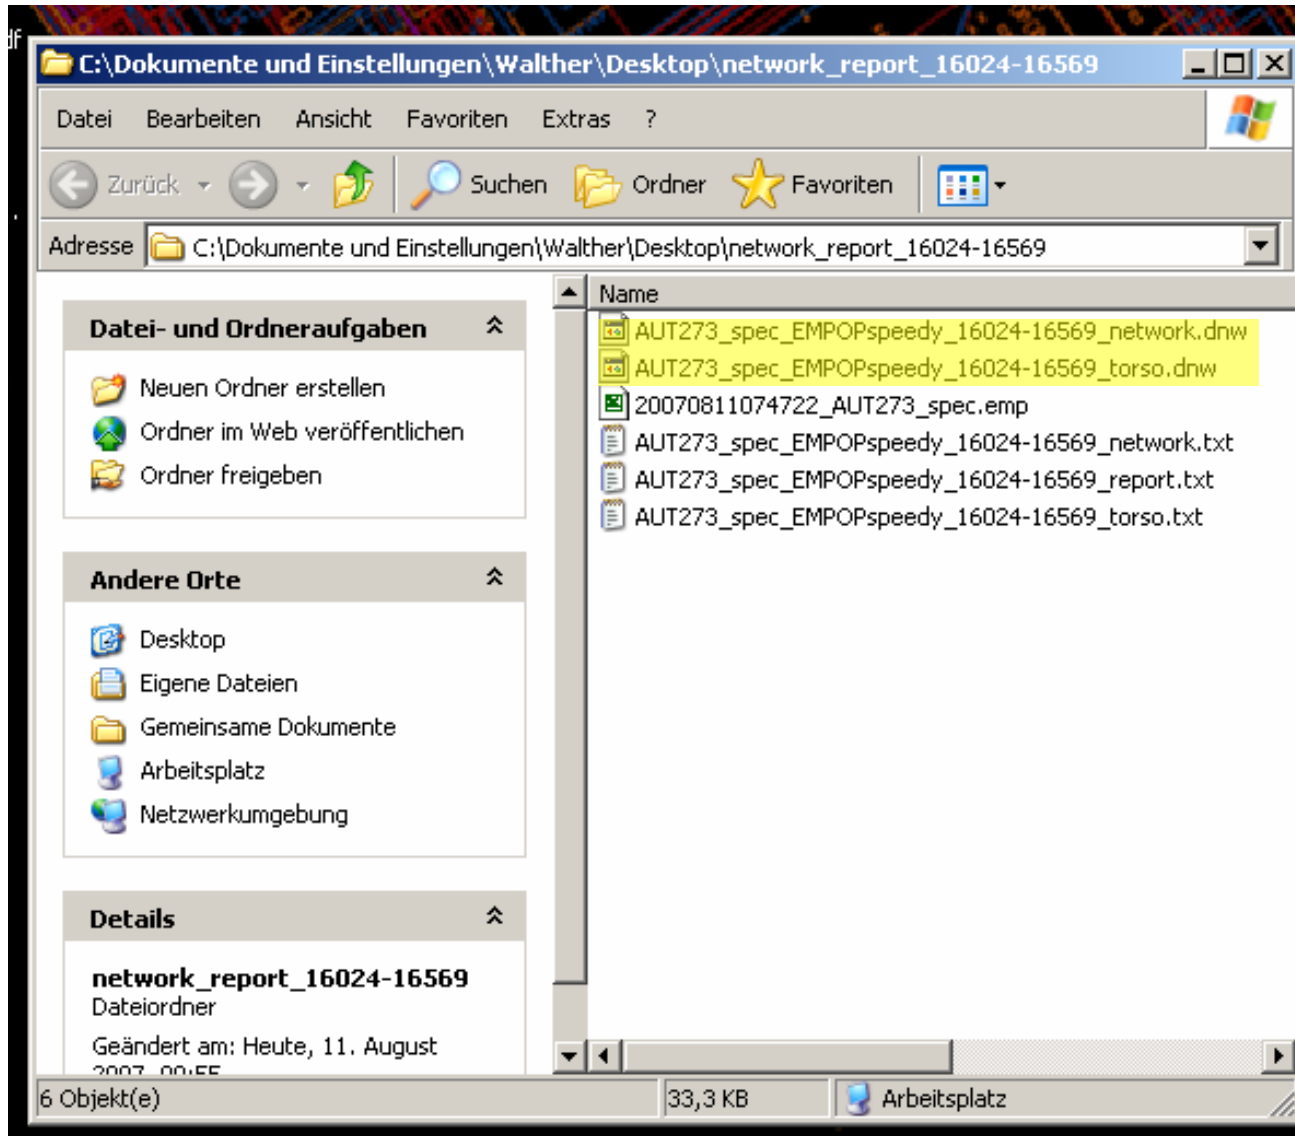 df
C:\Dokumente und Einstellungen\Walther\Desktop\network_report_16024-16569
Datei Bearbeiten Ansicht Favoriten Extras ?
Zurück Suchen Ordner Favoriten
Adresse C:\Dokumente und Einstellungen\Walther\Desktop\network_report_16024-16569
Datei- und Ordneraufgaben
Neuen Ordner erstellen
Ordner im Web veröffentlichen
Ordner freigeben
Andere Orte
Desktop
Eigene Dateien
Gemeinsame Dokumente
Arbeitsplatz
Netzwerkumgebung
Details
network_report_16024-16569
Dateiordner
Geändert am: Heute, 11. August
2007,
Name
AUT273_spec_EMPOPspeedy_16024-16569_network.dnw
AUT273_spec_EMPOPspeedy_16024-16569_torso.dnw
20070811074722_AUT273_spec.emp
AUT273_spec_EMPOPspeedy_16024-16569_network.txt
AUT273_spec_EMPOPspeedy_16024-16569_report.txt
AUT273_spec_EMPOPspeedy_16024-16569_torso.txt
6 Objekt(e) 33,3 KB Arbeitsplatz